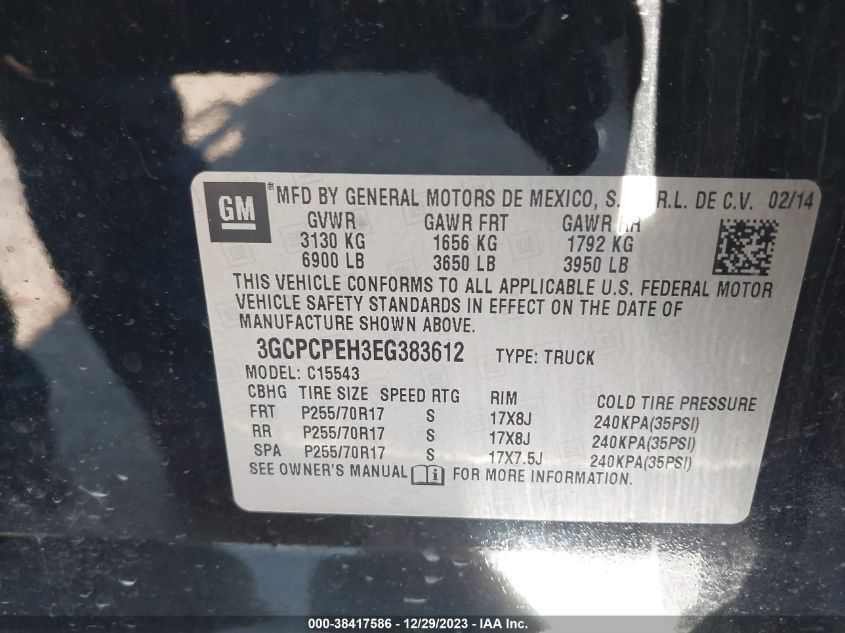 GM ® MFD BY GENERAL MOTORS DE MEXICO, S. R.L. DE C.V. 02/14
GVWR GAWR FRT GAWR RR
3130 KG 1656 KG 1792 KG
6900 LB 3650 LB 3950 LB
THIS VEHICLE CONFORMS TO ALL APPLICABLE U.S. FEDERAL MOTOR
VEHICLE SAFETY STANDARDS IN EFFECT ON THE DATE OF
MANUFACTURE SHOWN ABOVE.
3GCPCPEH3EG383612 TYPE: TRUCK
MODEL: C15543
CBHG TIRE SIZE SPEED RTG RIM COLD TIRE PRESSURE
FRT P255/70R17 S 17X8J 240KPA(35PSI)
RR P255/70R17 S 17X8J 240KPA(35PSI)
SPA P255/70R17 S 17X7.5J 240KPA(35PSI)
SEE OWNER'S MANUAL i FOR MORE INFORMATION.
000-38417586 - 12/29/2023 - IAA Inc.